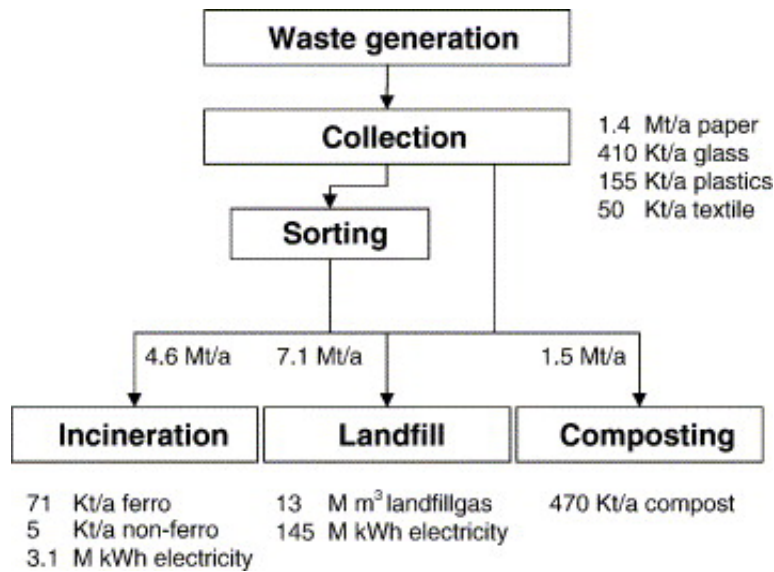 Waste generation
Collection
1.4 Mt/a paper
410 Kt/a glass
155 Kt/a plastics
50 Kt/a textile
Sorting
4.6 Mt/a
7.1 Mt/a
1.5 Mt/a
Incineration
Landfill
Composting
71 Kt/a ferro
5 Kt/a non-ferro
3.1 M kWh electricity
13 M m³ landfillgas
145 M kWh electricity
470 Kt/a compost